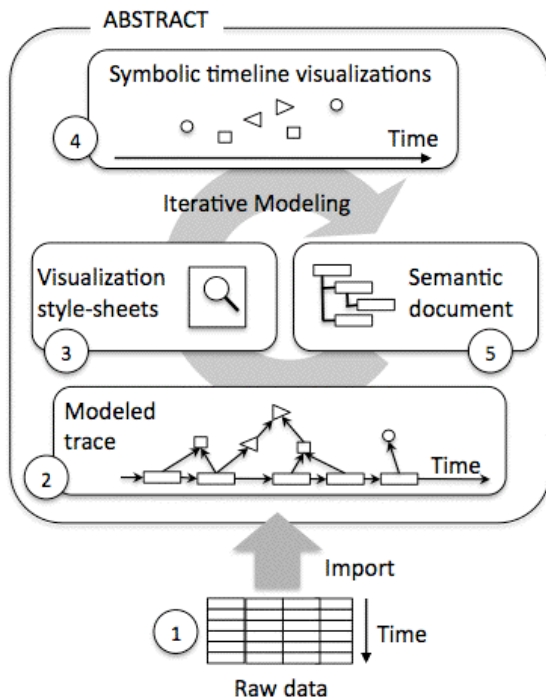 ABSTRACT
Symbolic timeline visualizations
4
Time
Iterative Modeling
Visualization
style-sheets
3
Semantic
document
5
Modeled
trace
2
Time
Import
1
Time
Raw data